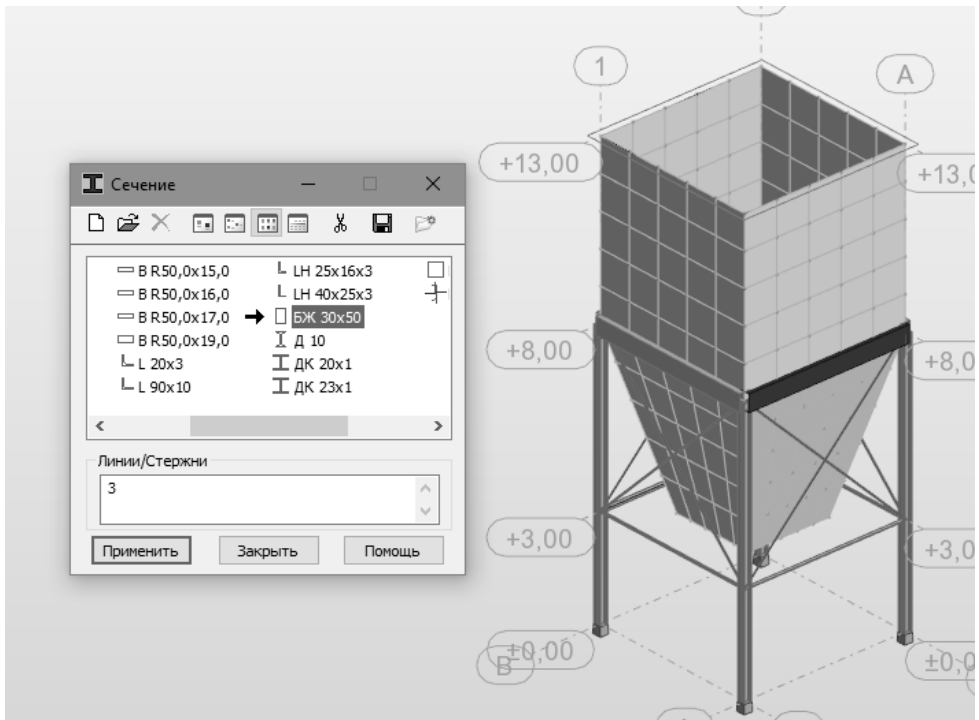 1
A
+13,00
+13,0
Сечение
B R50,0x15,0
LH 25x16x3
B R50,0x16,0
LH 40x25x3
B R50,0x17,0
БЖ 30x50
B R50,0x19,0
Д 10
L 20x3
ДК 20x1
L 90x10
ДК 23x1
+8,00
+8,0
Линии/Стержни
3
Применить
Закрыть
Помощь
+3,00
+3,0
±0,00
±0,0
B